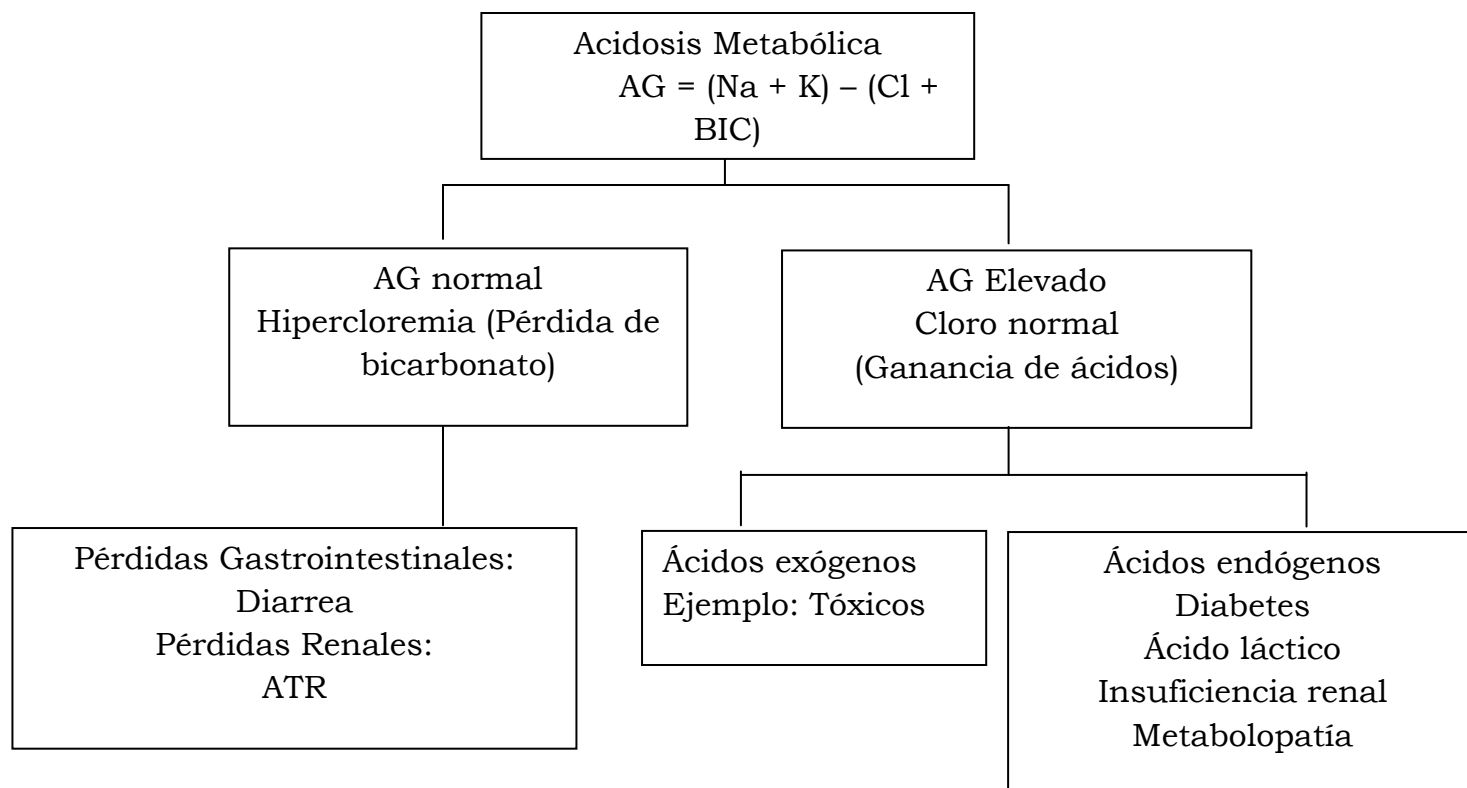 Acidosis Metabólica
AG = (Na + K) – (Cl +
BIC)
AG normal
Hipercloremia (Pérdida de
bicarbonato)
AG Elevado
Cloro normal
(Ganancia de ácidos)
Pérdidas Gastrointestinales:
Diarrea
Pérdidas Renales:
ATR
Ácidos exógenos
Ejemplo: Tóxicos
Ácidos endógenos
Diabetes
Ácido láctico
Insuficiencia renal
Metabolopatía